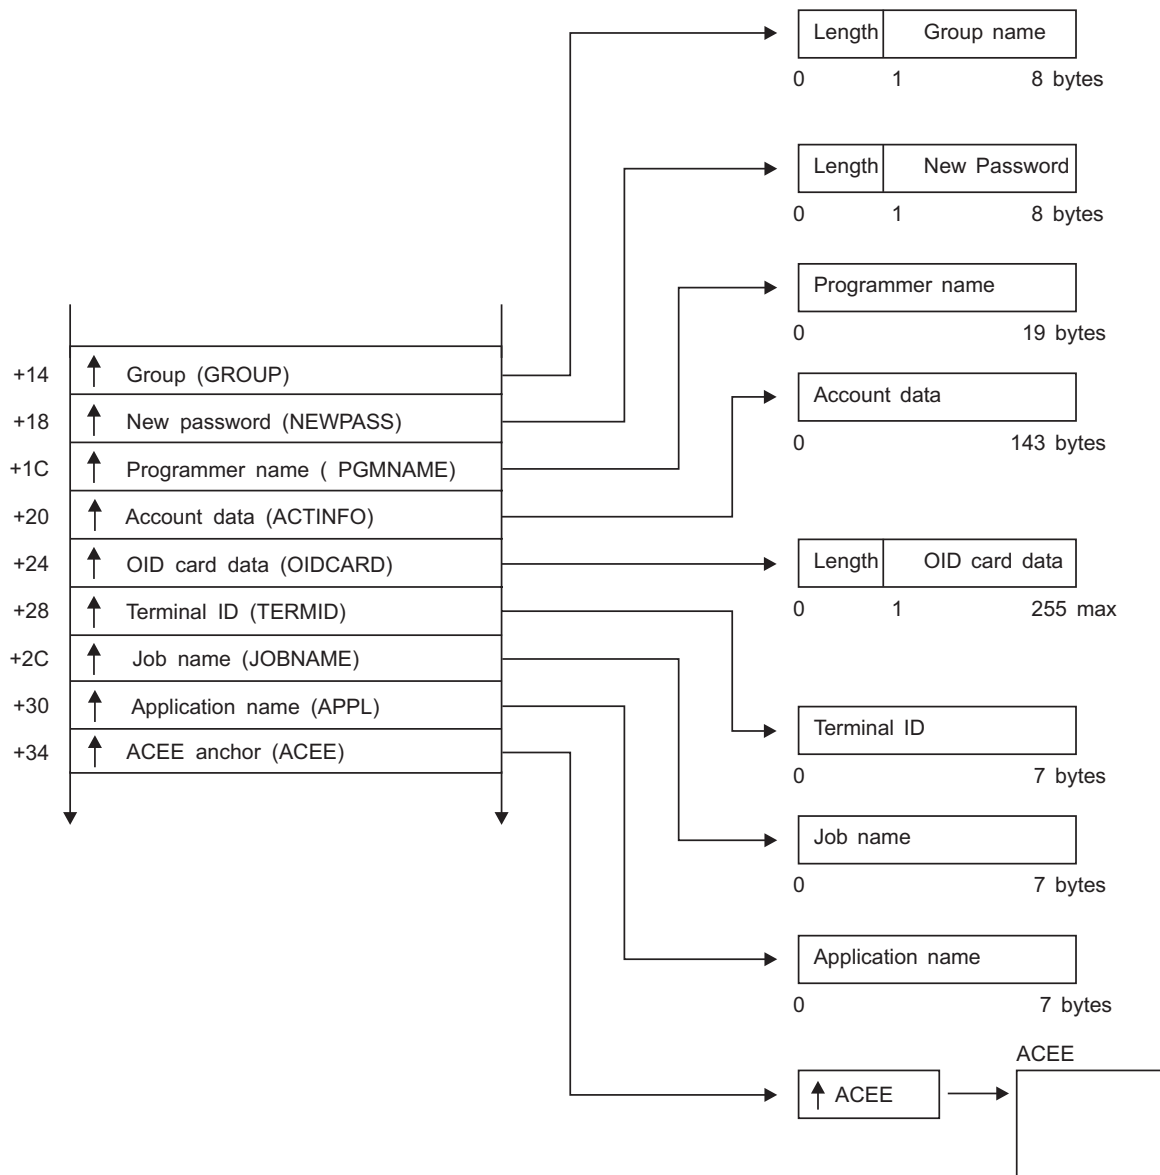 Length Group name
0 1 8 bytes
Length New Password
0 1 8 bytes
Programmer name
0 19 bytes
+14 Group (GROUP)
Account data
+18 New password (NEWPASS)
0 143 bytes
+1C Programmer name ( PGMNAME)
+20 Account data (ACTINFO)
+24 OID card data (OIDCARD)
Length OID card data
+28 Terminal ID (TERMID)
0 1 255 max
+2C Job name (JOBNAME)
+30 Application name (APPL)
Terminal ID
+34 ACEE anchor (ACEE)
0 7 bytes
Job name
0 7 bytes
Application name
0 7 bytes
ACEE
ACEE